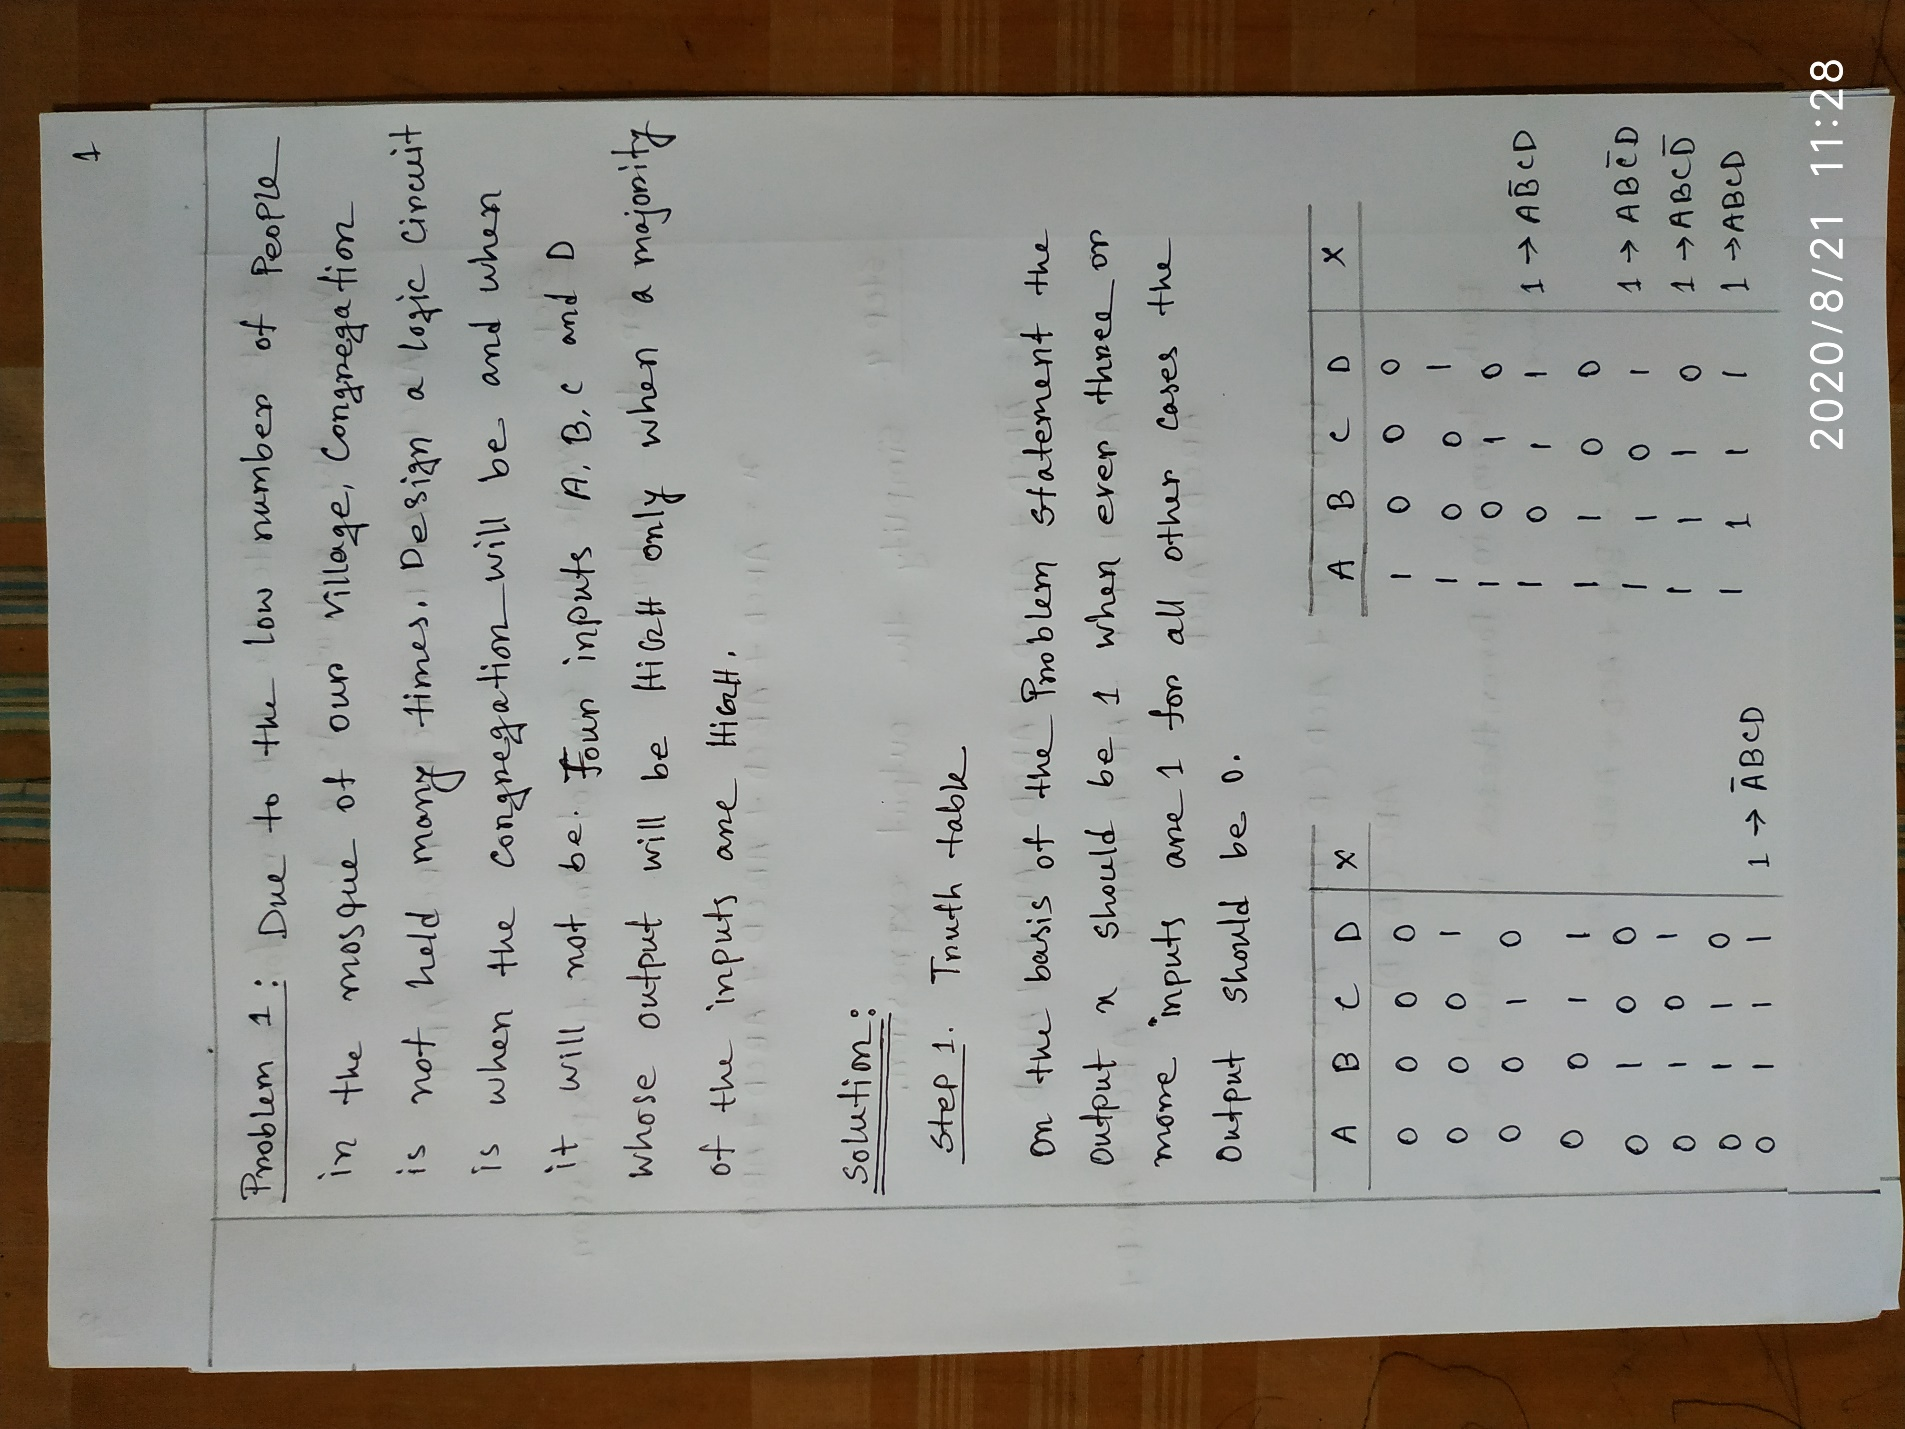 1
Problem 1: Due to the low number of People
in the mosque of our village, Congregation
is not held many times. Design a logic circuit
is when the congregation will be and when
it will not be. Four inputs A, B, C and D
whose output will be HIGH only when a majority
of the inputs are HIGH.
Solution:
Step 1. Truth table
On the basis of the Problem statement the
Output x should be 1 when ever three or
more inputs are 1 for all other cases the
Output should be 0.
A B C D X
0 0 0 0
0 0 0 1
0 0 1 0
0 0 1 1
0 1 0 0
0 1 0 1
0 1 1 0
0 1 1 1 1 → A̅BCD
A B C D X
1 0 0 0
1 0 0 1
1 0 1 0
1 0 1 1 1 → AB̅CD
1 1 0 0
1 1 0 1 1 → ABC̅D
1 1 1 0 1 → ABCD̅
1 1 1 1 1 → ABCD
2020/8/21 11:28